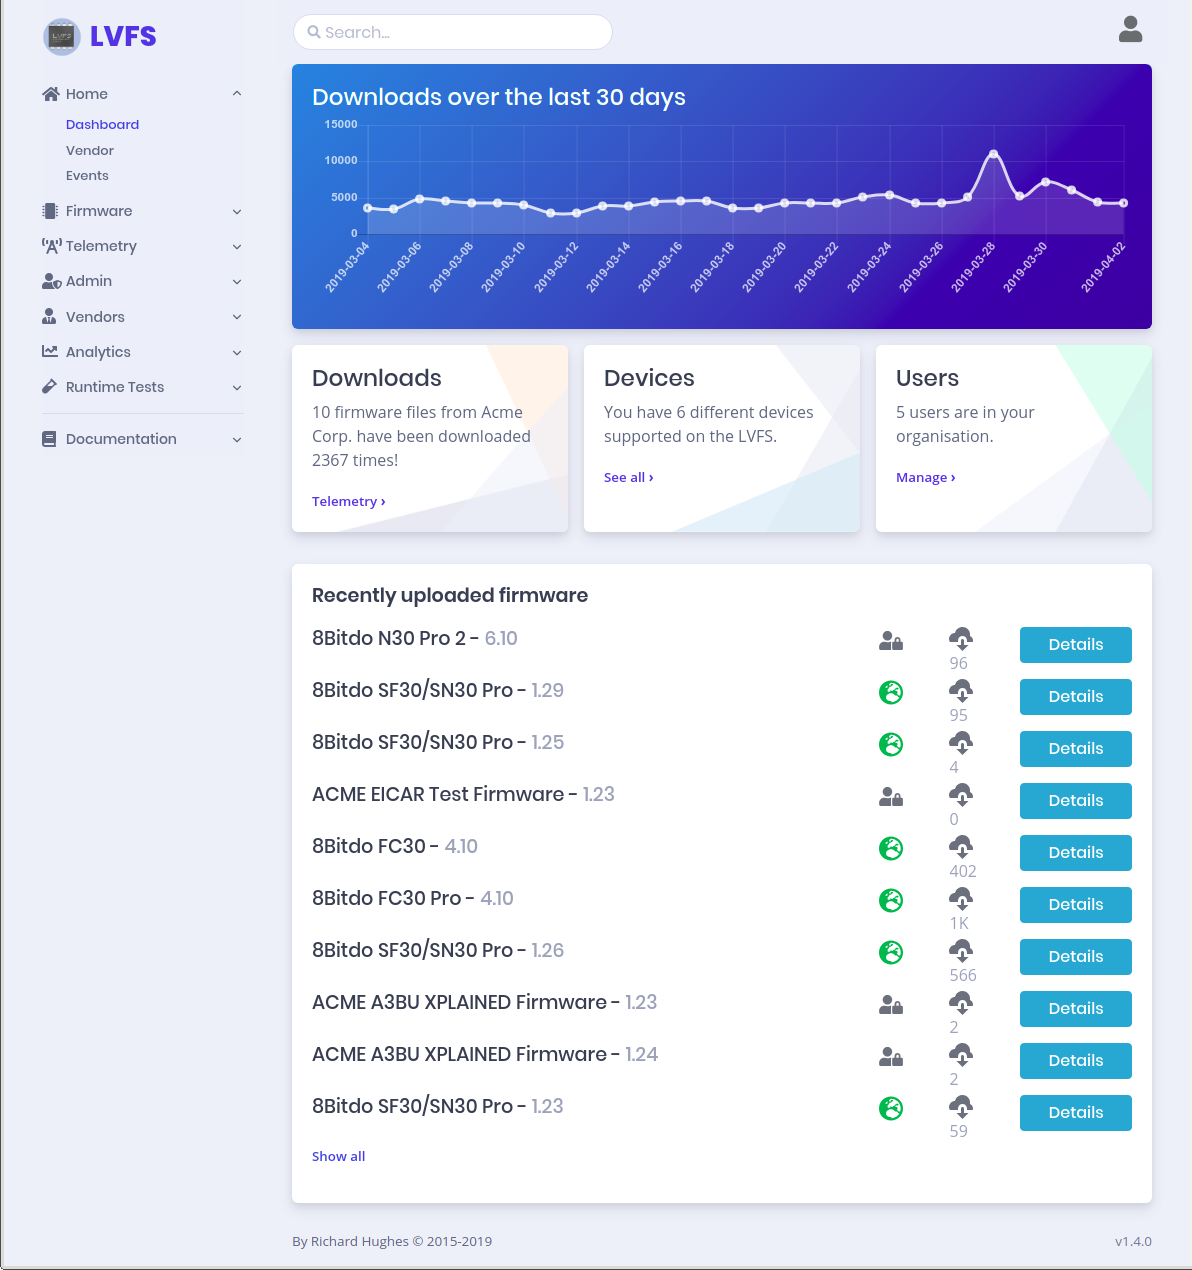 LVFS
Search...
Home
Dashboard
Vendor
Events
Firmware
Telemetry
Admin
Vendors
Analytics
Runtime Tests
Documentation
Downloads over the last 30 days
15000
10000
5000
0
2019-03-04
2019-03-06
2019-03-08
2019-03-10
2019-03-12
2019-03-14
2019-03-16
2019-03-18
2019-03-20
2019-03-22
2019-03-24
2019-03-26
2019-03-28
2019-03-30
2019-04-02
Downloads
10 firmware files from Acme
Corp. have been downloaded
2367 times!
Telemetry ›
Devices
You have 6 different devices
supported on the LVFS.
See all ›
Users
5 users are in your
organisation.
Manage ›
Recently uploaded firmware
8Bitdo N30 Pro 2 - 6.10
96
Details
8Bitdo SF30/SN30 Pro - 1.29
95
Details
8Bitdo SF30/SN30 Pro - 1.25
4
Details
ACME EICAR Test Firmware - 1.23
0
Details
8Bitdo FC30 - 4.10
402
Details
8Bitdo FC30 Pro - 4.10
1K
Details
8Bitdo SF30/SN30 Pro - 1.26
566
Details
ACME A3BU XPLAINED Firmware - 1.23
2
Details
ACME A3BU XPLAINED Firmware - 1.24
2
Details
8Bitdo SF30/SN30 Pro - 1.23
59
Details
Show all
By Richard Hughes © 2015-2019
v1.4.0